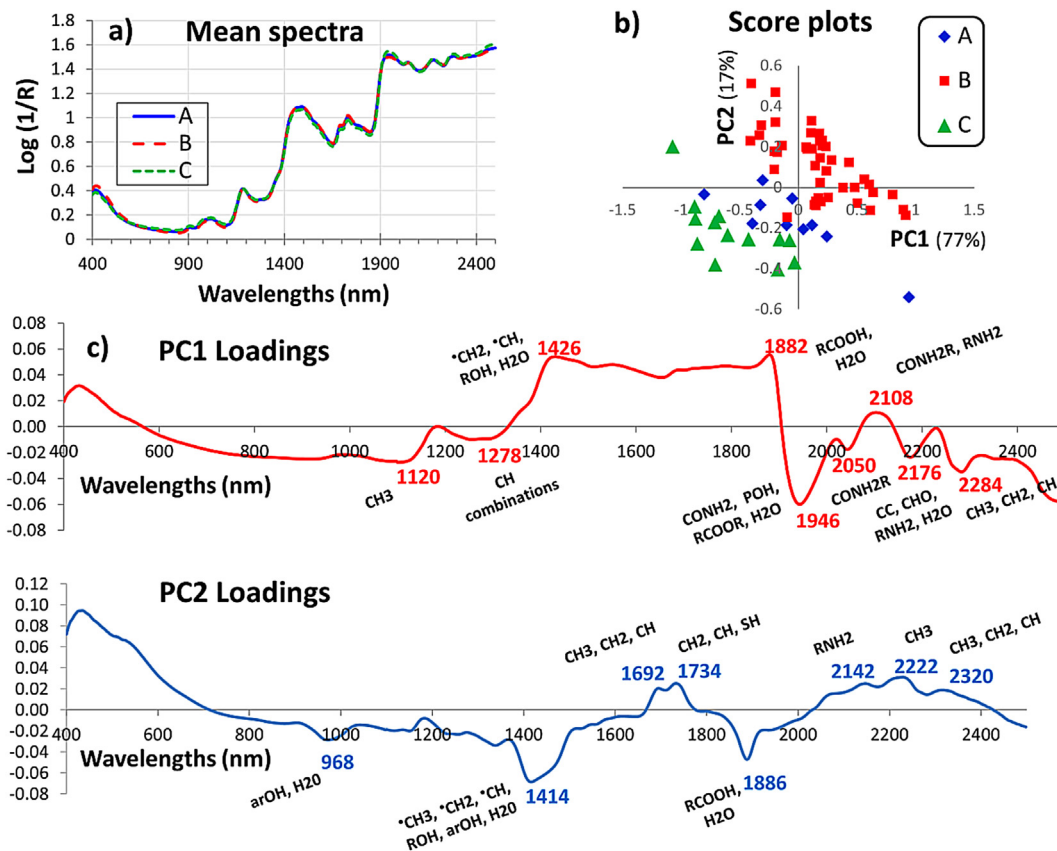 a) Mean spectra
Log (1/R)
1.8
1.6
1.4
1.2
1
0.8
0.6
0.4
0.2
0
A
B
C
400 900 1400 1900 2400
Wavelengths (nm)
b) Score plots
A
B
C
PC2 (17%)
0.6
0.4
0.2
0
-0.2
-0.4
-0.6
-1.5 -1 -0.5 0 0.5 1 1.5
PC1 (77%)
c) PC1 Loadings
0.08
0.06
0.04
0.02
0.00
-0.02
-0.04
-0.06
-0.08
400 600 800 1000 1200 1400 1600 1800 2000 2200 2400
Wavelengths (nm)
CH3
1120
1278
CH
combinations
•CH2, •CH,
ROH, H2O
1426
1882
RCOOH,
H2O
CONH2R, RNH2
2108
CONH2, POH,
RCOOR, H2O
1946
2050
CONH2R
2176
CC, CHO,
RNH2, H2O
2284
CH3, CH2, CH
PC2 Loadings
0.12
0.10
0.08
0.06
0.04
0.02
0.00
-0.02
-0.04
-0.06
-0.08
400 600 800 1000 1200 1400 1600 1800 2000 2200 2400
Wavelengths (nm)
arOH, H20
968
•CH3, •CH2, •CH,
ROH, arOH, H20
1414
CH3, CH2, CH
1692
CH2, CH, SH
1734
RCOOH,
H2O
1886
RNH2
2142
CH3
2222
CH3, CH2, CH
2320